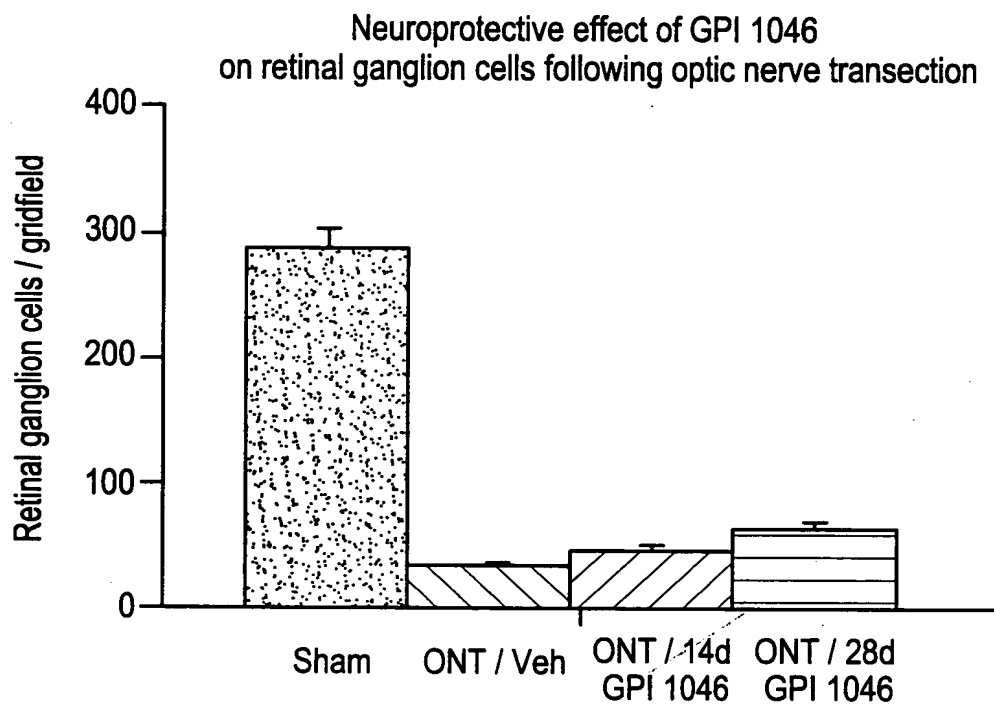 Neuroprotective effect of GPI 1046
on retinal ganglion cells following optic nerve transection
Retinal ganglion cells / gridfield
400
300
200
100
0
Sham
ONT / Veh
ONT / 14d
GPI 1046
ONT / 28d
GPI 1046